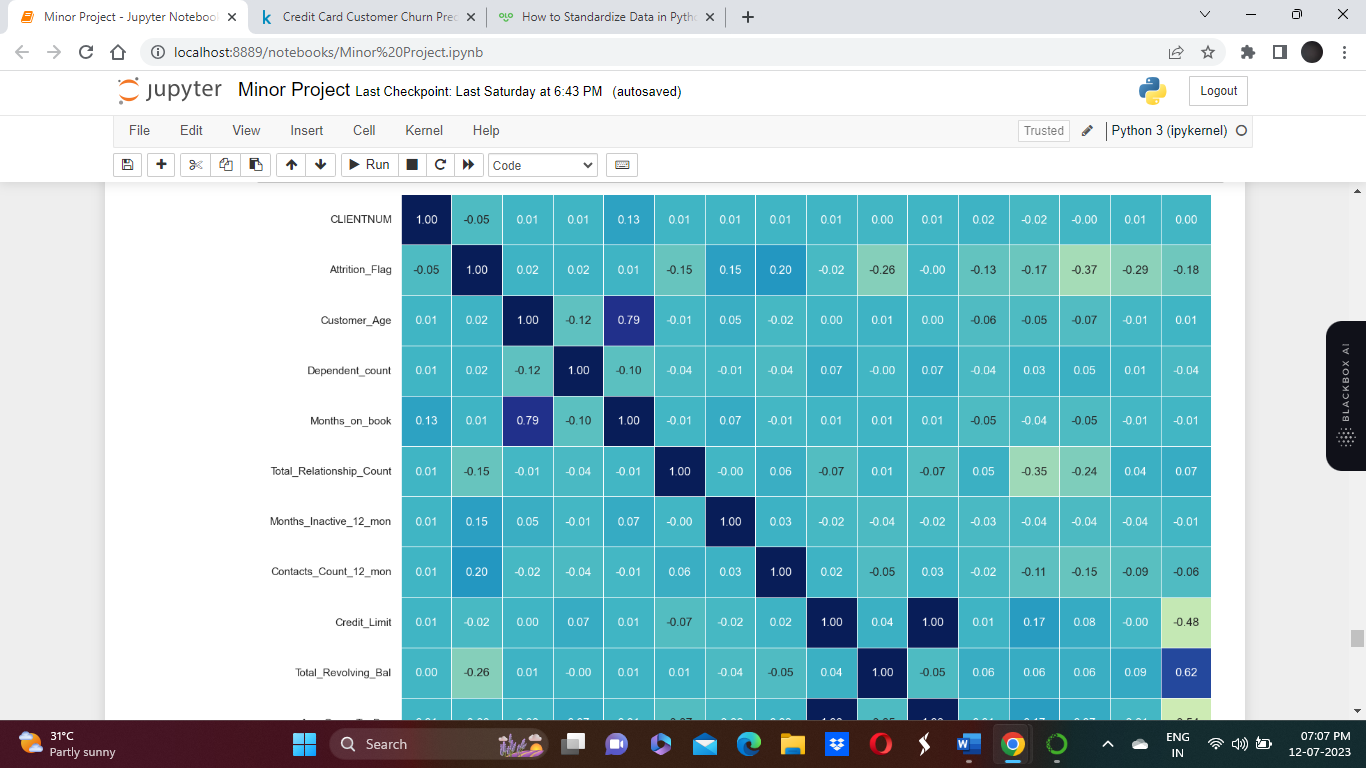 Minor Project - Jupyter Notebool
Credit Card Customer Churn Prec
How to Standardize Data in Pytho
localhost:8889/notebooks/Minor%20Project.ipynb
jupyter Minor Project Last Checkpoint: Last Saturday at 6:43 PM (autosaved)
Logout
File Edit View Insert Cell Kernel Help
Trusted Python 3 (ipykernel)
Run Code
CLIENTNUM 1.00 -0.05 0.01 0.01 0.13 0.01 0.01 0.01 0.01 0.00 0.01 0.02 -0.02 -0.00 0.01 0.00
Attrition_Flag -0.05 1.00 0.02 0.02 0.01 -0.15 0.15 0.20 -0.02 -0.26 -0.00 -0.13 -0.17 -0.37 -0.29 -0.18
Customer_Age 0.01 0.02 1.00 -0.12 0.79 -0.01 0.05 -0.02 0.00 0.01 0.00 -0.06 -0.05 -0.07 -0.01 0.01
Dependent_count 0.01 0.02 -0.12 1.00 -0.10 -0.04 -0.01 -0.04 0.07 -0.00 0.07 -0.04 0.03 0.05 0.01 -0.04
Months_on_book 0.13 0.01 0.79 -0.10 1.00 -0.01 0.07 -0.01 0.01 0.01 0.01 -0.05 -0.04 -0.05 -0.01 -0.01
Total_Relationship_Count 0.01 -0.15 -0.01 -0.04 -0.01 1.00 -0.00 0.06 -0.07 0.01 -0.07 0.05 -0.35 -0.24 0.04 0.07
Months_Inactive_12_mon 0.01 0.15 0.05 -0.01 0.07 -0.00 1.00 0.03 -0.02 -0.04 -0.02 -0.03 -0.04 -0.04 -0.04 -0.01
Contacts_Count_12_mon 0.01 0.20 -0.02 -0.04 -0.01 0.06 0.03 1.00 0.02 -0.05 0.03 -0.02 -0.11 -0.15 -0.09 -0.06
Credit_Limit 0.01 -0.02 0.00 0.07 0.01 -0.07 -0.02 0.02 1.00 0.04 1.00 0.01 0.17 0.08 -0.00 -0.48
Total_Revolving_Bal 0.00 -0.26 0.01 -0.00 0.01 0.01 -0.04 -0.05 0.04 1.00 -0.05 0.06 0.06 0.06 0.09 0.62
BLACKBOX AI
31°C
Partly sunny
Search
ENG
IN
07:07 PM
12-07-2023